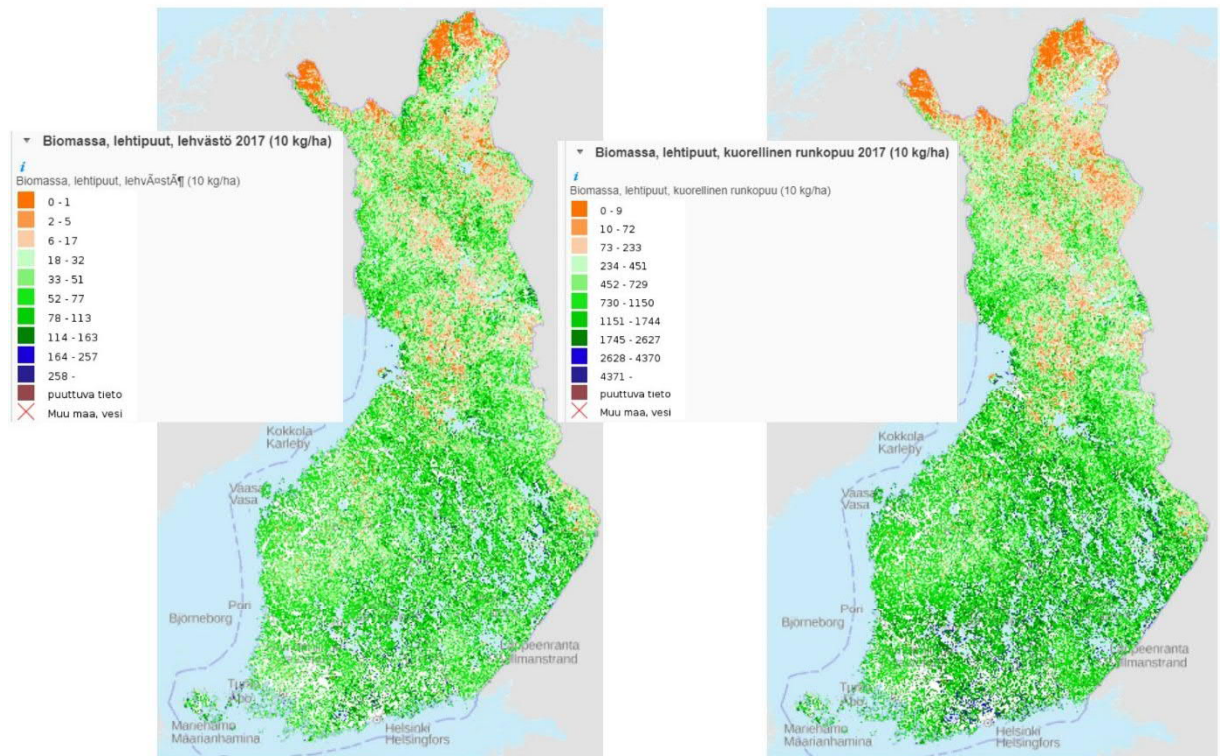 Biomassa, lehtipuut, lehvästö 2017 (10 kg/ha)
i
Biomassa, lehtipuut, lehvÃ¤stÃ¶ (10 kg/ha)
0 - 1
2 - 5
6 - 17
18 - 32
33 - 51
52 - 77
78 - 113
114 - 163
164 - 257
258 -
puuttuva tieto
Muu maa, vesi
Kokkola
Karleby
Vaasa
Vasa
Pori
Björneborg
Lappeenranta
Turku
Åbo
Mariehamn
Maarianhamina
Helsinki
Helsingfors
Biomassa, lehtipuut, kuorellinen runkopuu 2017 (10 kg/ha)
i
Biomassa, lehtipuut, kuorellinen runkopuu (10 kg/ha)
0 - 9
10 - 72
73 - 233
234 - 451
452 - 729
730 - 1150
1151 - 1744
1745 - 2627
2628 - 4370
4371 -
puuttuva tieto
Muu maa, vesi
Kokkola
Karleby
Vaasa
Vasa
Pori
Björneborg
Lappeenranta
Villmanstrand
Turku
Åbo
Mariehamn
Maarianhamina
Helsinki
Helsingfors